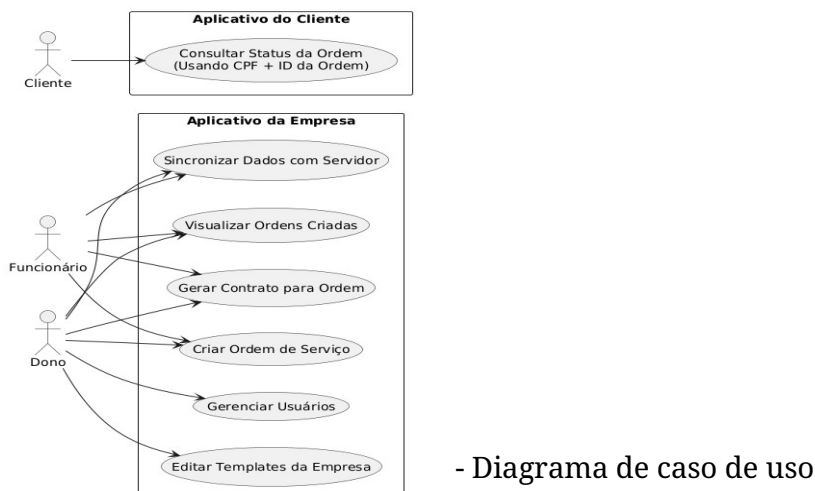 Aplicativo do Cliente
Consultar Status da Ordem
(Usando CPF + ID da Ordem)
Cliente
Aplicativo da Empresa
Sincronizar Dados com Servidor
Visualizar Ordens Criadas
Funcionário
Gerar Contrato para Ordem
Criar Ordem de Serviço
Dono
Gerenciar Usuários
Editar Templates da Empresa
- Diagrama de caso de uso